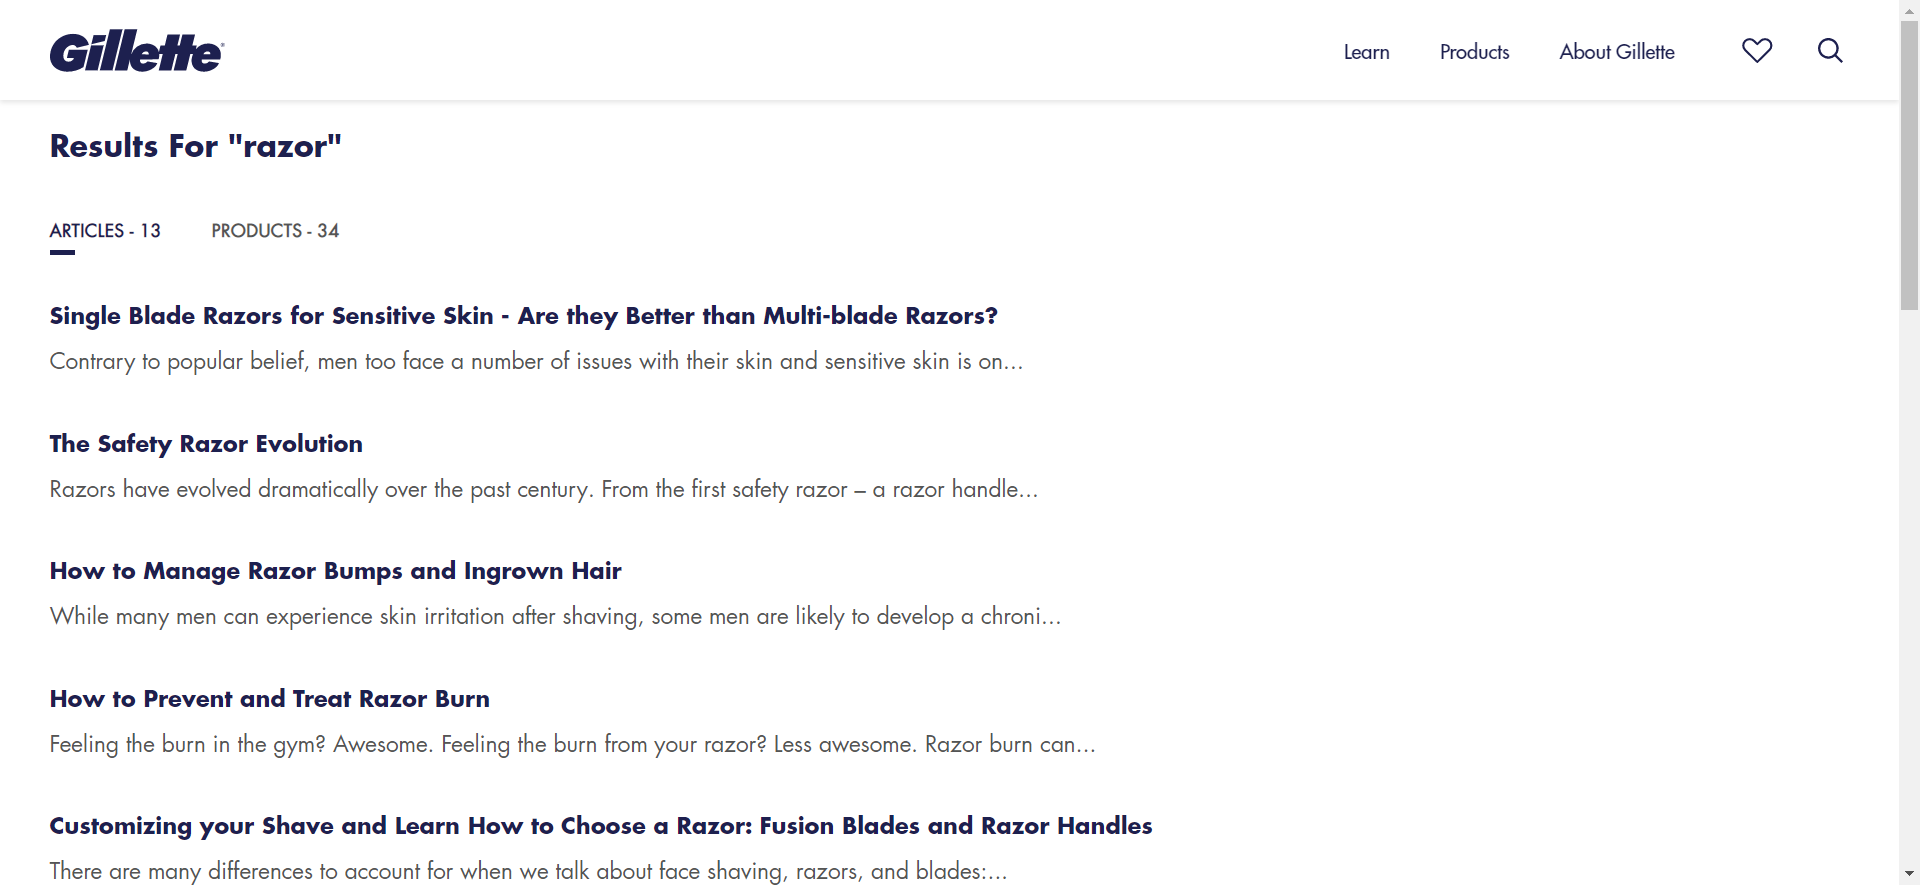 Gillette
Learn
Products
About Gillette
Results For "razor"
ARTICLES - 13
PRODUCTS - 34
Single Blade Razors for Sensitive Skin - Are they Better than Multi-blade Razors?
Contrary to popular belief, men too face a number of issues with their skin and sensitive skin is on...
The Safety Razor Evolution
Razors have evolved dramatically over the past century. From the first safety razor – a razor handle...
How to Manage Razor Bumps and Ingrown Hair
While many men can experience skin irritation after shaving, some men are likely to develop a chroni...
How to Prevent and Treat Razor Burn
Feeling the burn in the gym? Awesome. Feeling the burn from your razor? Less awesome. Razor burn can...
Customizing your Shave and Learn How to Choose a Razor: Fusion Blades and Razor Handles
There are many differences to account for when we talk about face shaving, razors, and blades:...